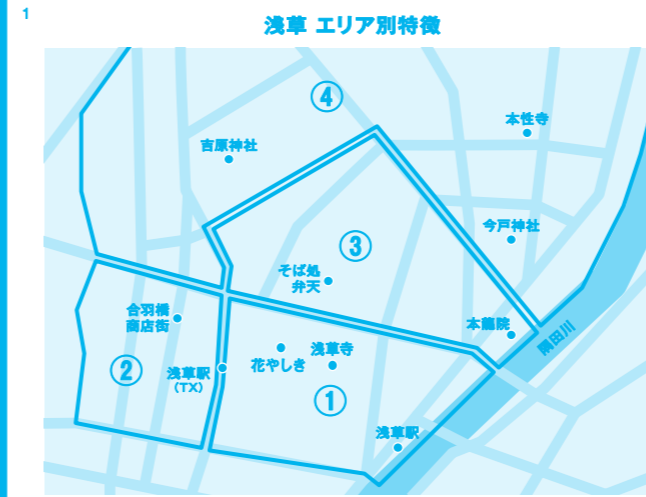 1
浅草 エリア別特徴
④
本性寺
吉原神社
今戸神社
③
そば処
弁天
合羽橋
商店街
本龍院
隅田川
浅草寺
花やしき
②
浅草駅
(TX)
①
浅草駅